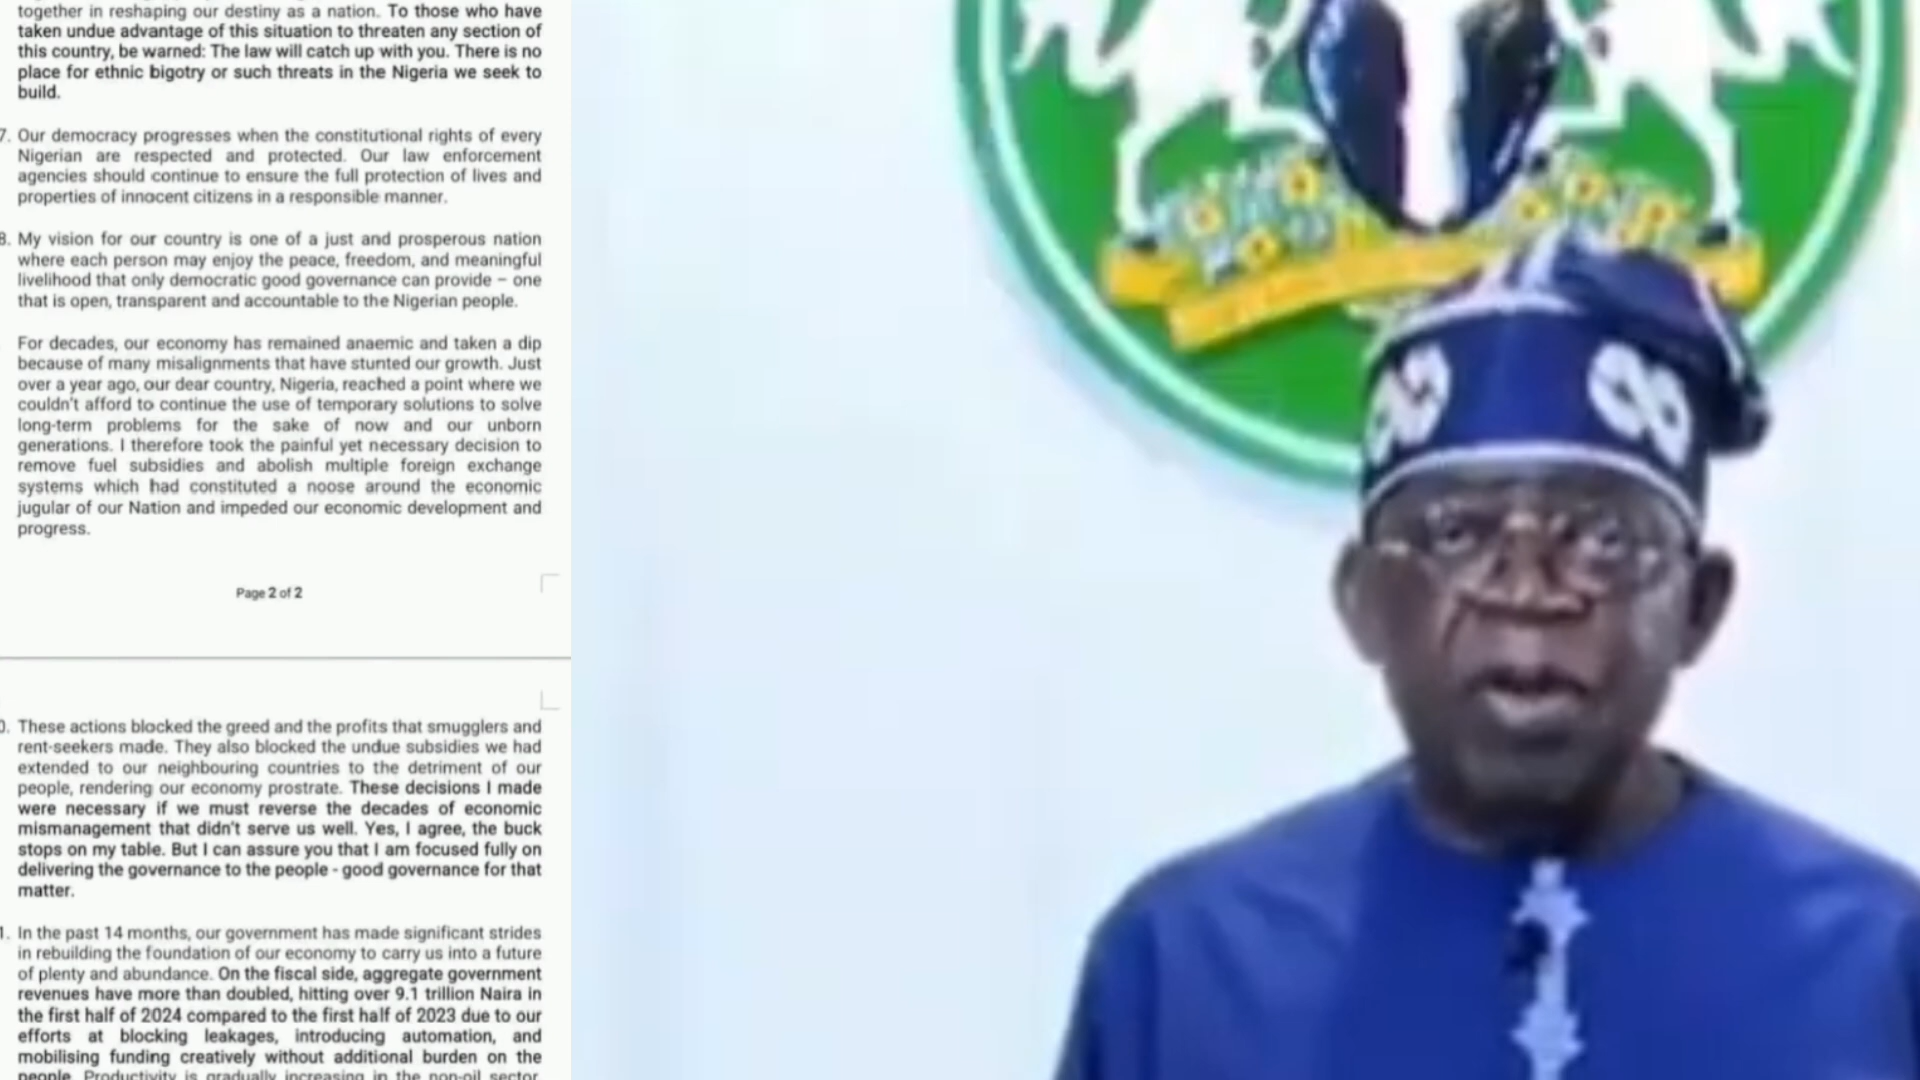 together in reshaping our destiny as a nation. To those who have
taken undue advantage of this situation to threaten any section of
this country, be warned: The law will catch up with you. There is no
place for ethnic bigotry or such threats in the Nigeria we seek to
build.
7. Our democracy progresses when the constitutional rights of every
Nigerian are respected and protected. Our law enforcement
agencies should continue to ensure the full protection of lives and
properties of innocent citizens in a responsible manner.
8. My vision for our country is one of a just and prosperous nation
where each person may enjoy the peace, freedom, and meaningful
livelihood that only democratic good governance can provide – one
that is open, transparent and accountable to the Nigerian people.
For decades, our economy has remained anaemic and taken a dip
because of many misalignments that have stunted our growth. Just
over a year ago, our dear country, Nigeria, reached a point where we
couldn't afford to continue the use of temporary solutions to solve
long-term problems for the sake of now and our unborn
generations. I therefore took the painful yet necessary decision to
remove fuel subsidies and abolish multiple foreign exchange
systems which had constituted a noose around the economic
jugular of our Nation and impeded our economic development and
progress.
Page 2 of 2
0. These actions blocked the greed and the profits that smugglers and
rent-seekers made. They also blocked the undue subsidies we had
extended to our neighbouring countries to the detriment of our
people, rendering our economy prostrate. These decisions I made
were necessary if we must reverse the decades of economic
mismanagement that didn't serve us well. Yes, I agree, the buck
stops on my table. But I can assure you that I am focused fully on
delivering the governance to the people - good governance for that
matter.
1. In the past 14 months, our government has made significant strides
in rebuilding the foundation of our economy to carry us into a future
of plenty and abundance. On the fiscal side, aggregate government
revenues have more than doubled, hitting over 9.1 trillion Naira in
the first half of 2024 compared to the first half of 2023 due to our
efforts at blocking leakages, introducing automation, and
mobilising funding creatively without additional burden on the
people. Productivity is gradually increasing in the non-oil sector,